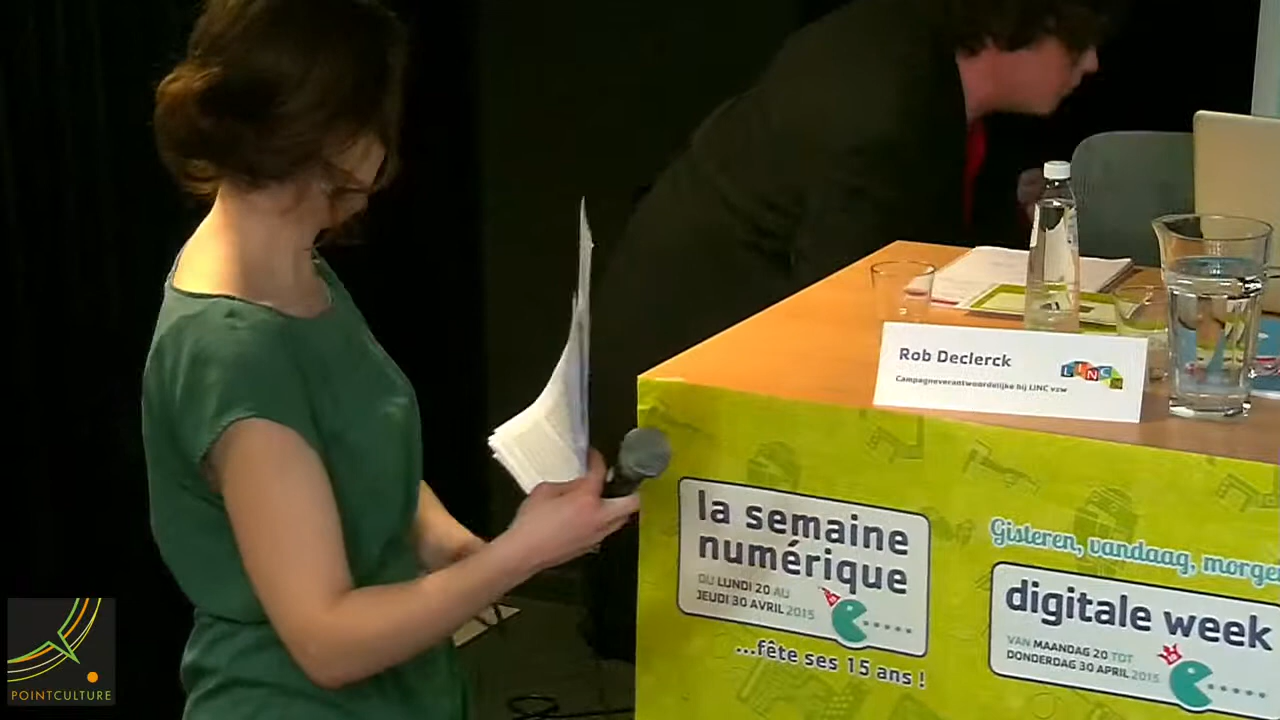 Rob Declerck
LINC
Campagneverantwoordelijke bij LINC vzw
la semaine
numérique
DU LUNDI 20 AU
JEUDI 30 AVRIL 2015
...fête ses 15 ans !
Gisteren, vandaag, morgen
digitale week
VAN MAANDAG 20 TOT
DONDERDAG 30 APRIL 2015
POINTCULTURE